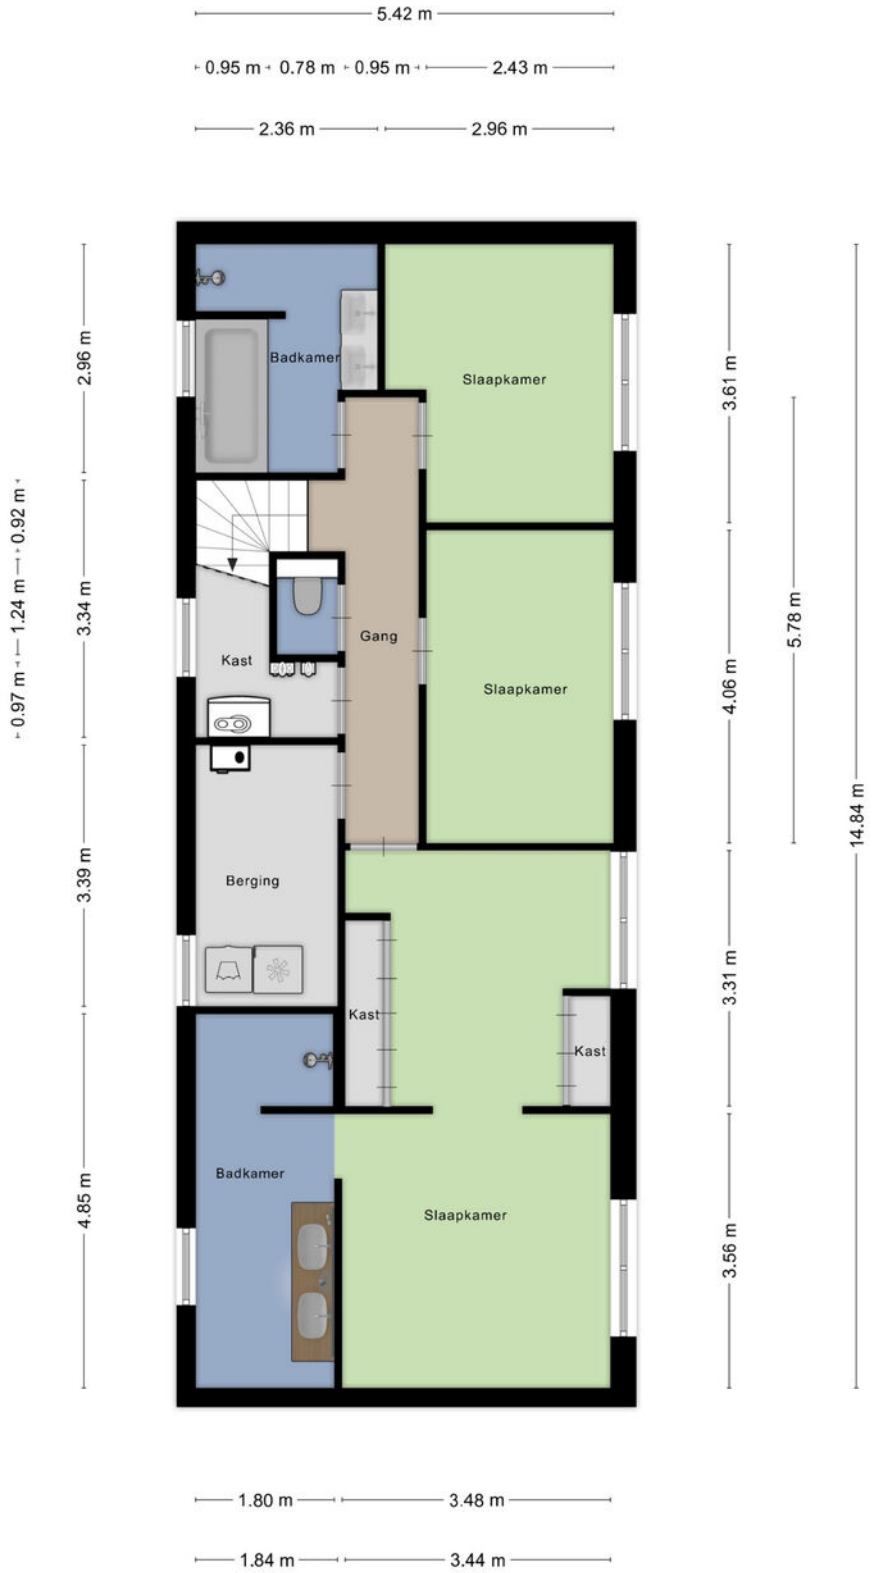 5.42 m
0.95 m 0.78 m 0.95 m 2.43 m
2.36 m 2.96 m
2.96 m
3.34 m
3.39 m
4.85 m
0.92 m
1.24 m
0.97 m
Badkamer
Slaapkamer
Kast
Gang
Slaapkamer
Berging
Kast
Kast
Badkamer
Slaapkamer
3.61 m
4.06 m
3.31 m
3.56 m
5.78 m
14.84 m
1.80 m 3.48 m
1.84 m 3.44 m